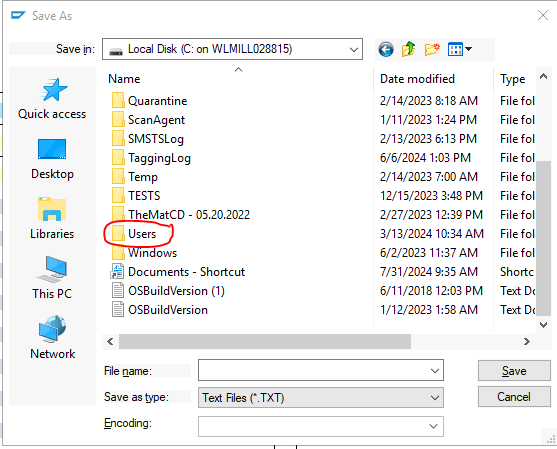 Save As
Save in:
Local Disk (C: on WLMILL028815)
Name
Date modified
Type
Quick access
Desktop
Libraries
This PC
Network
Quarantine 2/14/2023 8:18 AM File fol
ScanAgent 1/11/2023 1:24 PM File fol
SMSTSLog 2/13/2023 6:13 PM File fol
TaggingLog 6/6/2024 1:03 PM File fol
Temp 2/14/2023 7:00 AM File fol
TESTS 12/15/2023 3:48 PM File fol
TheMatCD - 05.20.2022 2/27/2023 12:39 PM File fol
Users 3/13/2024 10:34 AM File fol
Windows 6/2/2023 11:37 AM File fol
Documents - Shortcut 7/31/2024 9:35 AM Shortc
OSBuildVersion (1) 6/11/2018 12:03 PM Text Do
OSBuildVersion 1/12/2023 1:58 AM Text Do
File name:
Save
Save as type:
Text Files (*.TXT)
Cancel
Encoding: